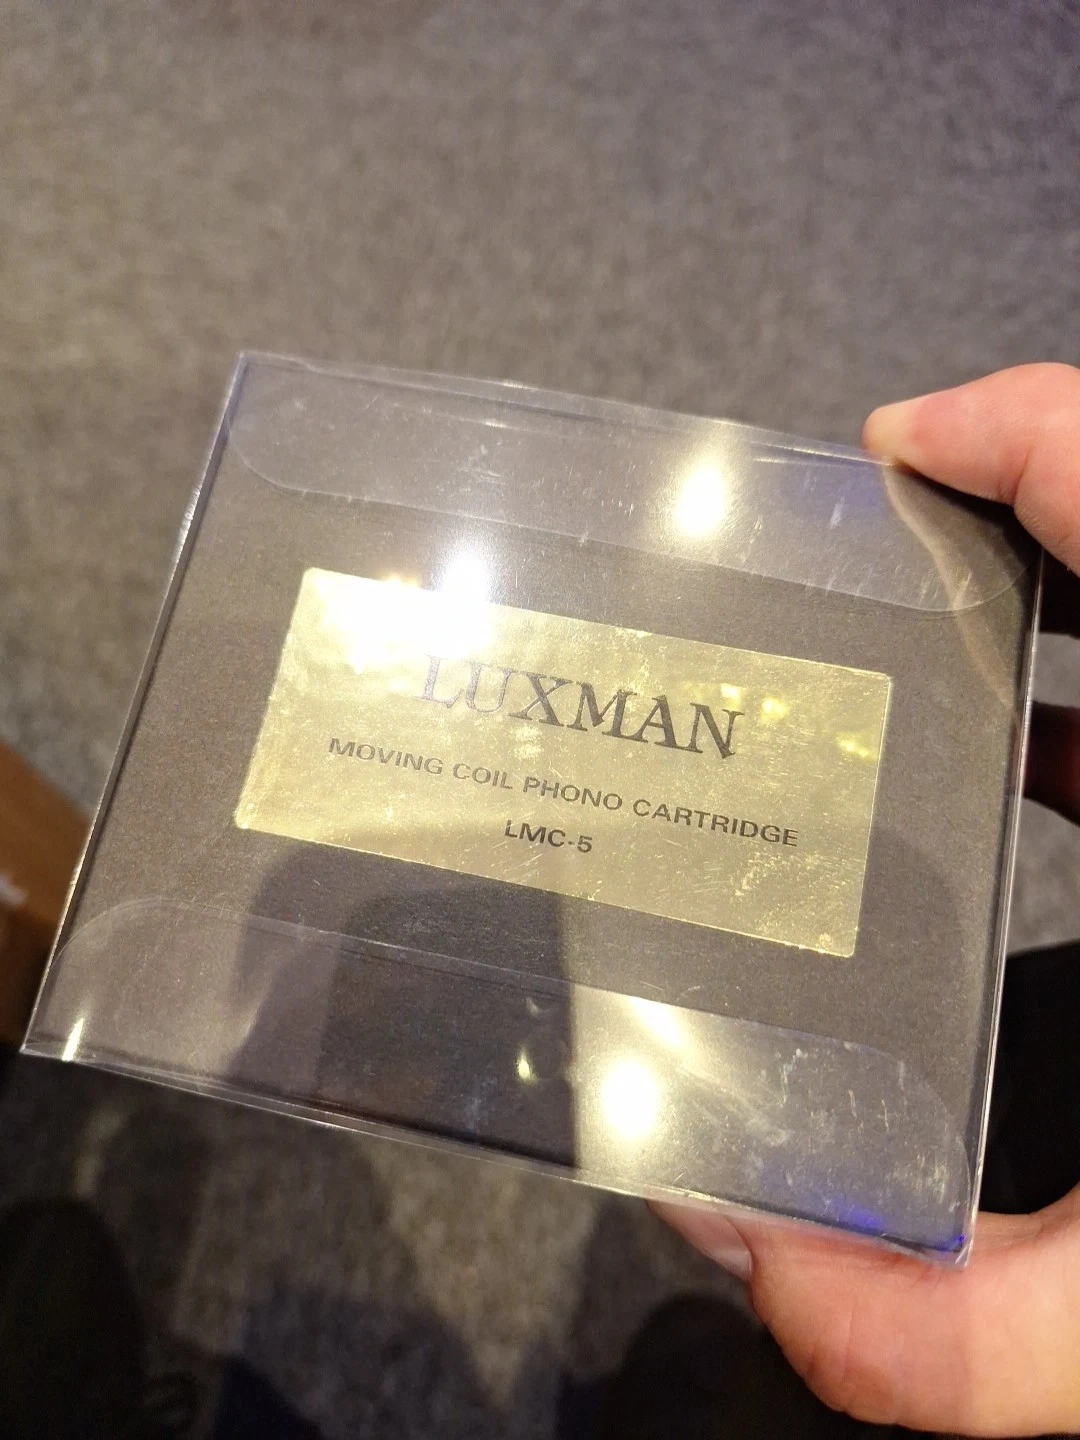 LUXMAN
MOVING COIL PHONO CARTRIDGE
LMC-5